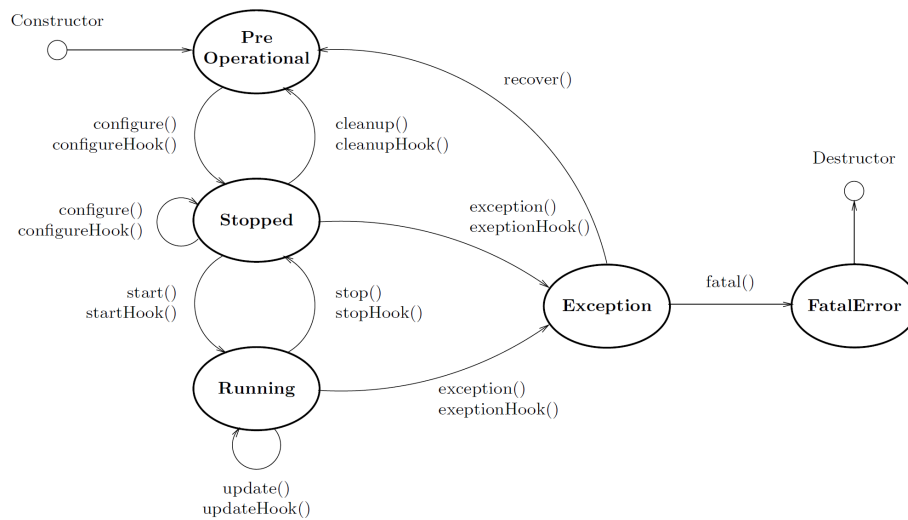 Constructor
Pre
Operational
recover()
configure()
configureHook()
cleanup()
cleanupHook()
Destructor
configure()
configureHook()
Stopped
exception()
exeptionHook()
fatal()
start()
startHook()
stop()
stopHook()
Exception
FatalError
Running
exception()
exeptionHook()
update()
updateHook()